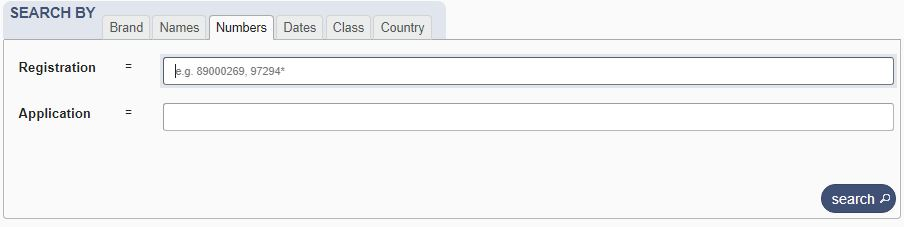 SEARCH BY
Brand Names Numbers Dates Class Country
Registration = e.g. 89000269, 97294*
Application =
search